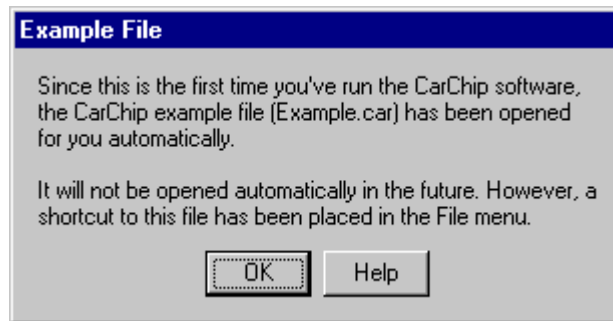 Example File
Since this is the first time you've run the CarChip software,
the CarChip example file (Example.car) has been opened
for you automatically.
It will not be opened automatically in the future. However, a
shortcut to this file has been placed in the File menu.
OK Help